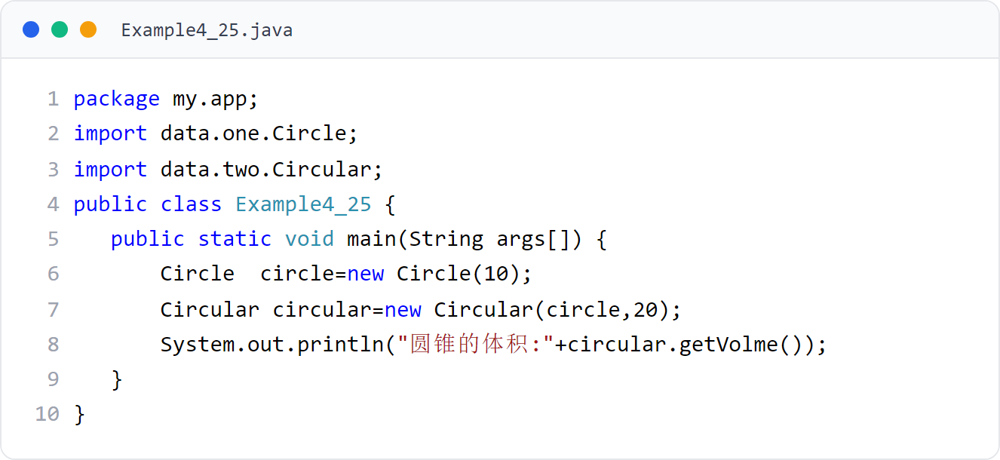 Example4_25.java
1 package my.app;
2 import data.one.Circle;
3 import data.two.Circular;
4 public class Example4_25 {
5    public static void main(String args[]) {
6        Circle  circle=new Circle(10);
7        Circular circular=new Circular(circle,20);
8        System.out.println("圆锥的体积:"+circular.getVolme());
9    }
10 }